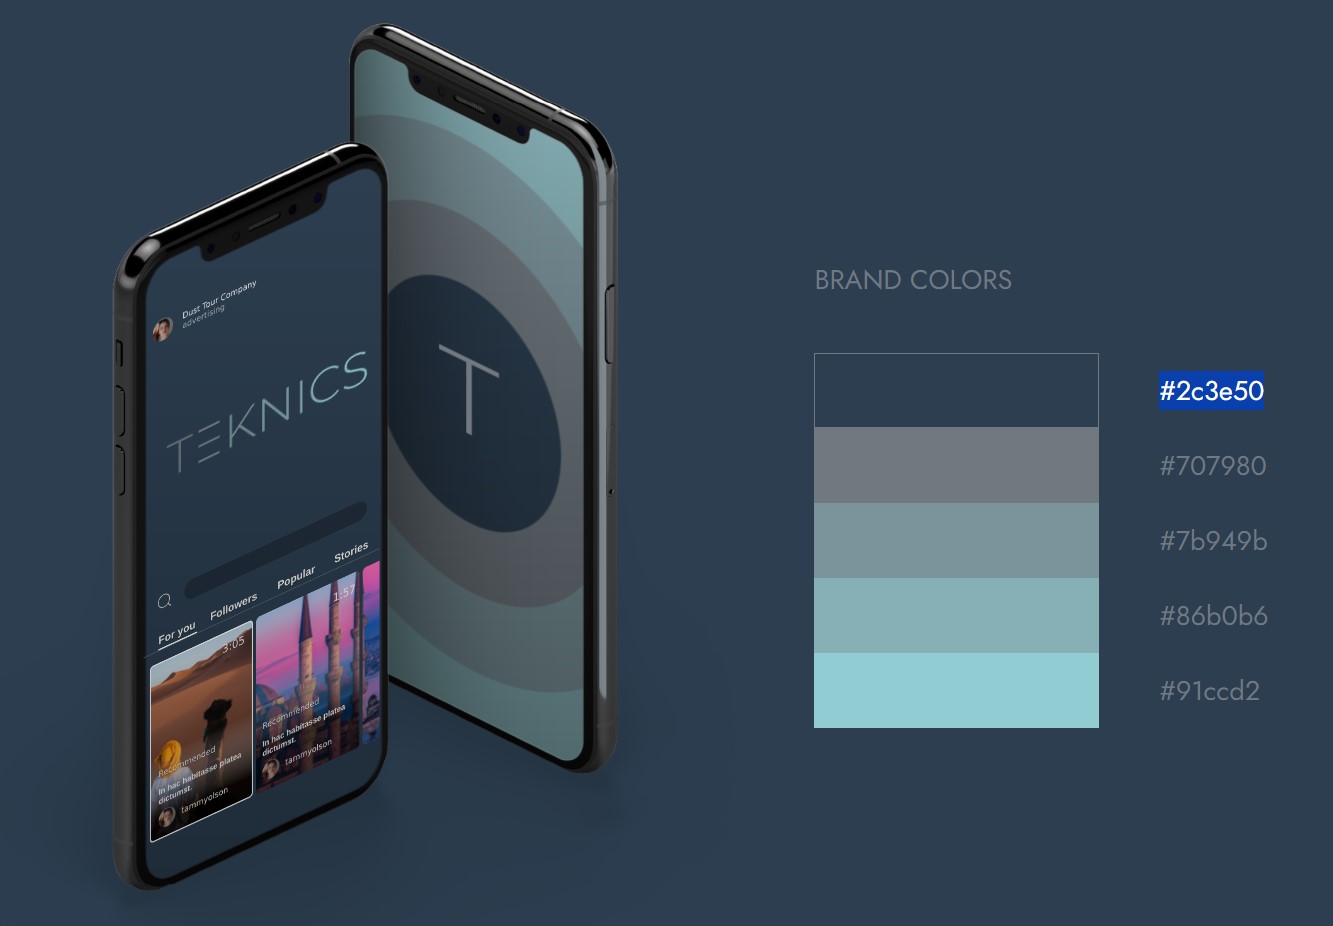 Dust Tour Company
advertising
TEKNICS
For you
Followers
Popular
Stories
3:05
Recommended
In hac habitasse platea
dictumst.
tammyolson
1:57
Recommended
In hac habitasse platea
dictumst.
tammyolson
T
BRAND COLORS
#2c3e50
#707980
#7b949b
#86b0b6
#91ccd2